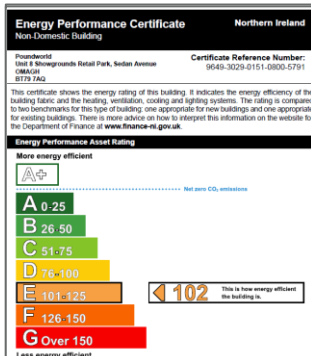 Energy Performance Certificate
Northern Ireland
Non-Domestic Building
Poundworld
Unit 8 Showgrounds Retail Park, Sedan Avenue
OMAGH
BT79 7AQ
Certificate Reference Number:
9649-3029-0151-0800-5791
This certificate shows the energy rating of this building. It indicates the energy efficiency of the
building fabric and the heating, ventilation, cooling and lighting systems. The rating is compared
to two benchmarks for this type of building: one appropriate for new buildings and one appropriate
for existing buildings. There is more advice on how to interpret this information on the website for
the Department of Finance at www.finance-ni.gov.uk.
Energy Performance Asset Rating
More energy efficient
A+
Net zero CO₂ emissions
A 0-25
B 26-50
C 51-75
D 76-100
E 101-125
102 This is how energy efficient
the building is.
F 126-150
G Over 150
Less energy efficient